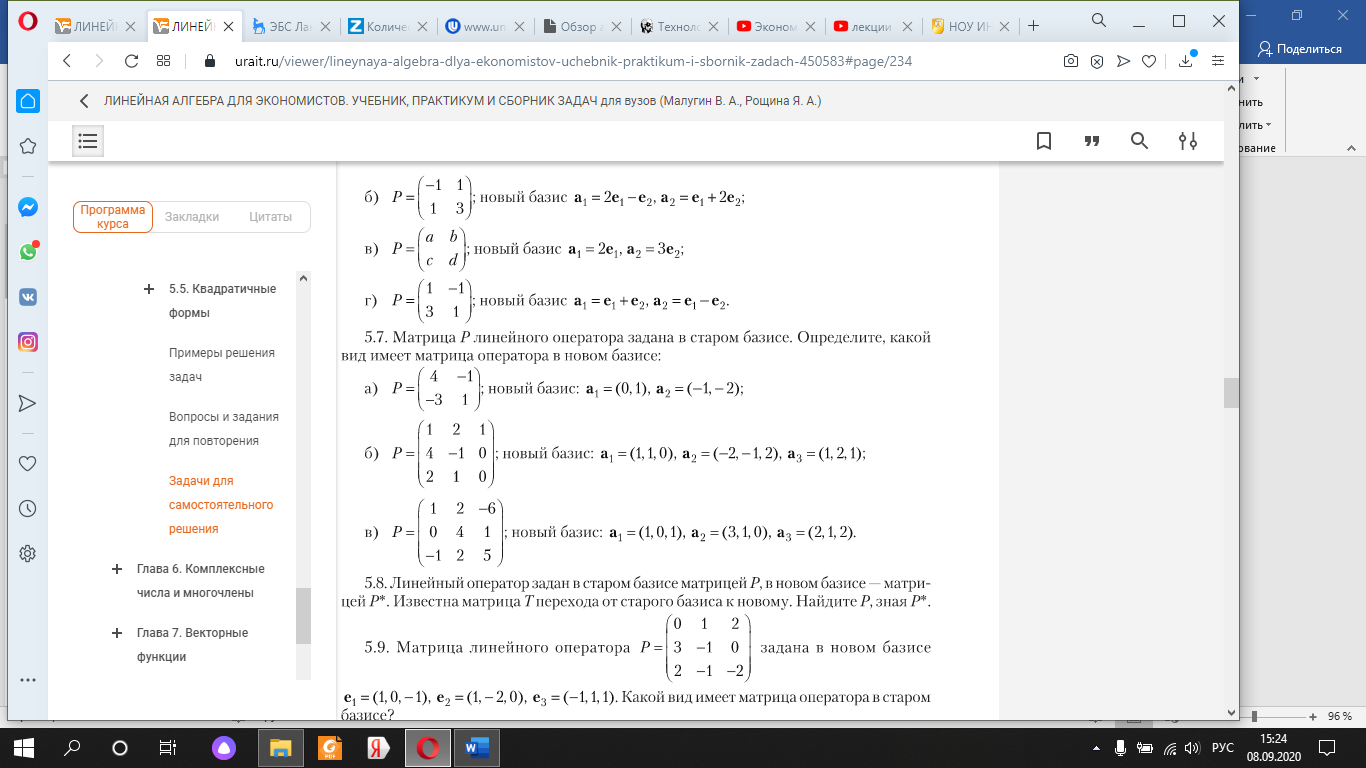 ЛИНЕЙН
ЛИНЕЙН
ЭБС Лан
Количес
www.un
Обзор
Техноло
Эконом
лекции
НОУ ИН
Поделиться
urait.ru/viewer/lineynaya-algebra-dlya-ekonomistov-uchebnik-praktikum-i-sbornik-zadach-450583#page/234
ЛИНЕЙНАЯ АЛГЕБРА ДЛЯ ЭКОНОМИСТОВ. УЧЕБНИК, ПРАКТИКУМ И СБОРНИК ЗАДАЧ для вузов (Малугин В. А., Рощина Я. А.)
нить
лить
ование
Программа
курса
Закладки
Цитаты
5.5. Квадратичные
формы
Примеры решения
задач
Вопросы и задания
для повторения
Задачи для
самостоятельного
решения
Глава 6. Комплексные
числа и многочлены
Глава 7. Векторные
функции
б) P = (−1 1; 1 3); новый базис a₁ = 2e₁ − e₂, a₂ = e₁ + 2e₂;
в) P = (a b; c d); новый базис a₁ = 2e₁, a₂ = 3e₂;
г) P = (1 −1; 3 1); новый базис a₁ = e₁ + e₂, a₂ = e₁ − e₂.
5.7. Матрица P линейного оператора задана в старом базисе. Определите, какой
вид имеет матрица оператора в новом базисе:
а) P = (4 −1; −3 1); новый базис: a₁ = (0, 1), a₂ = (−1, −2);
б) P = (1 2 1; 4 −1 0; 2 1 0); новый базис: a₁ = (1, 1, 0), a₂ = (−2, −1, 2), a₃ = (1, 2, 1);
в) P = (1 2 −6; 0 4 1; −1 2 5); новый базис: a₁ = (1, 0, 1), a₂ = (3, 1, 0), a₃ = (2, 1, 2).
5.8. Линейный оператор задан в старом базисе матрицей P, в новом базисе — матри-
цей P*. Известна матрица T перехода от старого базиса к новому. Найдите P, зная P*.
5.9. Матрица линейного оператора P = (0 1 2; 3 −1 0; 2 −1 −2) задана в новом базисе
e₁ = (1, 0, −1), e₂ = (1, −2, 0), e₃ = (−1, 1, 1). Какой вид имеет матрица оператора в старом
базисе?
96 %
РУС
15:24
08.09.2020